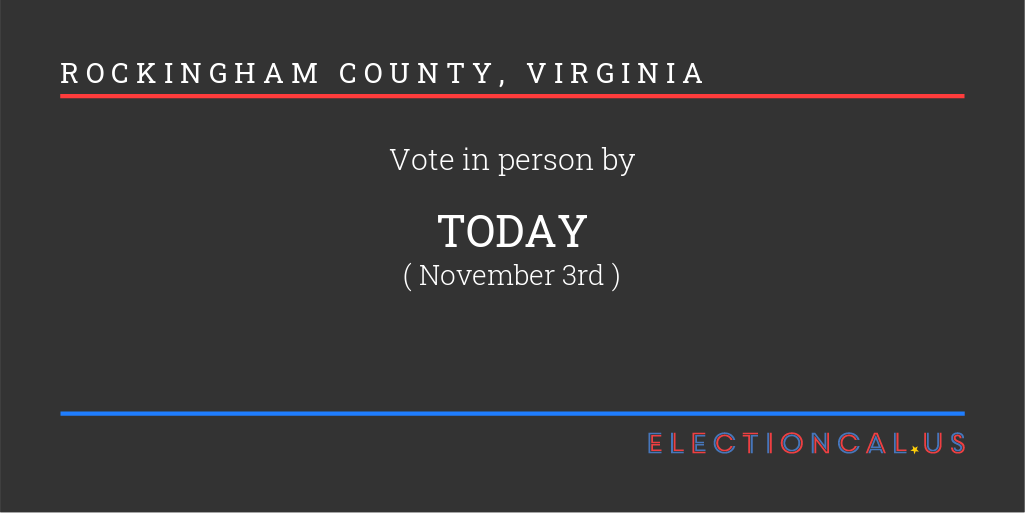 ROCKINGHAM COUNTY, VIRGINIA
Vote in person by
TODAY
( November 3rd )
ELECTIONCAL.US